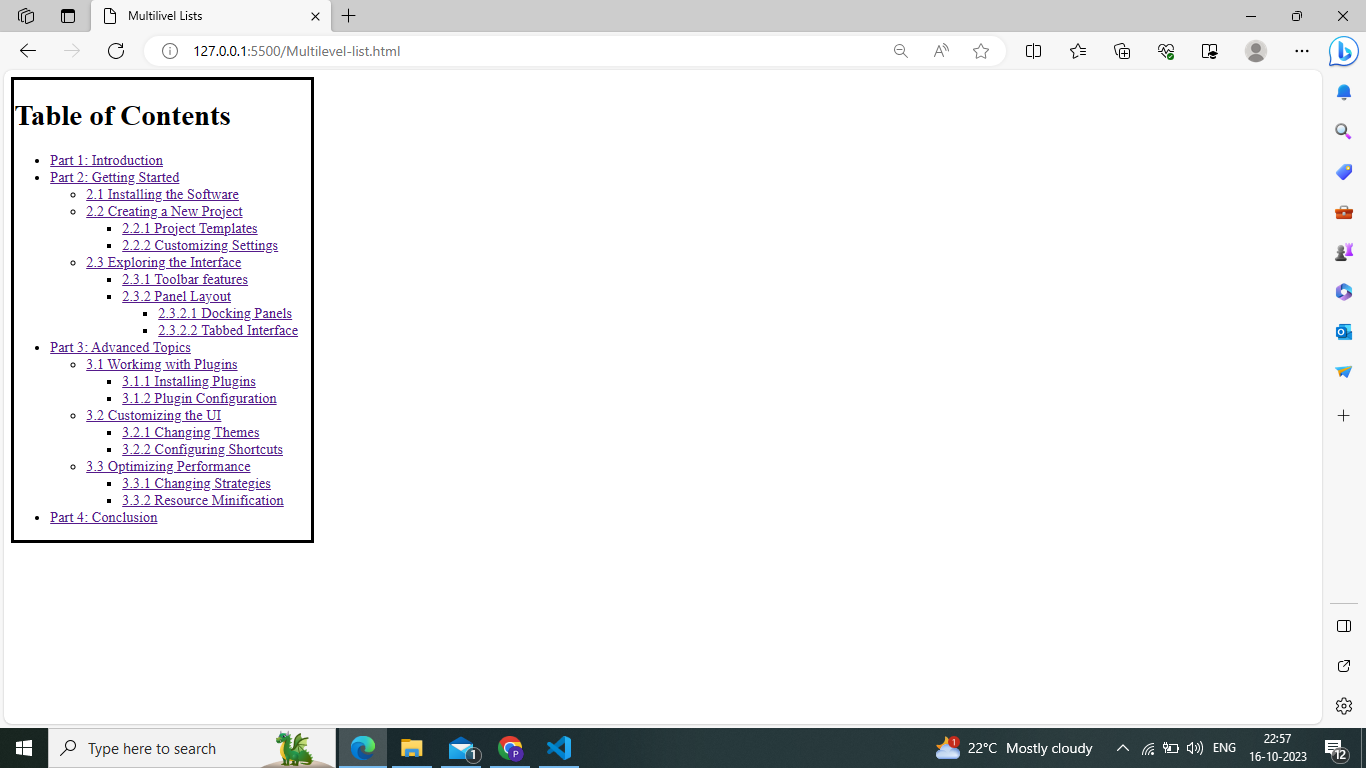 Multilivel Lists
127.0.0.1:5500/Multilevel-list.html
Table of Contents
Part 1: Introduction
Part 2: Getting Started
2.1 Installing the Software
2.2 Creating a New Project
2.2.1 Project Templates
2.2.2 Customizing Settings
2.3 Exploring the Interface
2.3.1 Toolbar features
2.3.2 Panel Layout
2.3.2.1 Docking Panels
2.3.2.2 Tabbed Interface
Part 3: Advanced Topics
3.1 Workimg with Plugins
3.1.1 Installing Plugins
3.1.2 Plugin Configuration
3.2 Customizing the UI
3.2.1 Changing Themes
3.2.2 Configuring Shortcuts
3.3 Optimizing Performance
3.3.1 Changing Strategies
3.3.2 Resource Minification
Part 4: Conclusion
Type here to search
1
P
1
22°C Mostly cloudy
ENG
22:57
16-10-2023
12